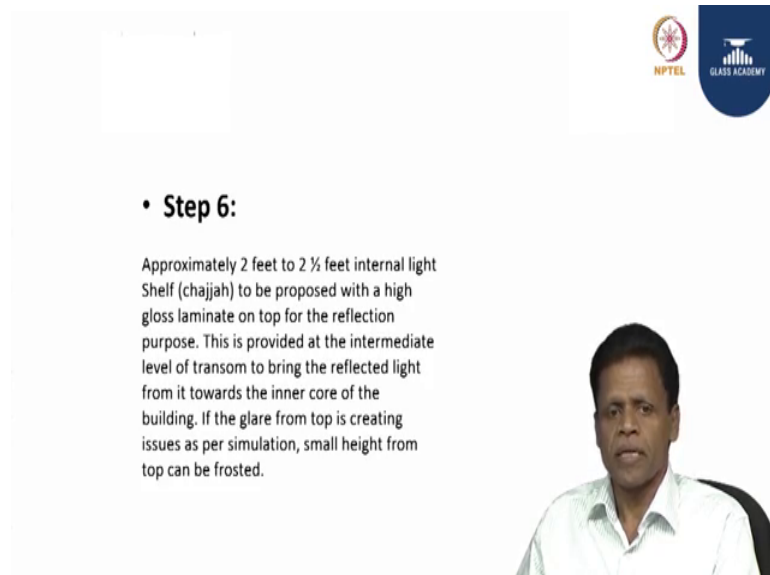 NPTEL
GLASS ACADEMY
• Step 6:
Approximately 2 feet to 2 ½ feet internal light
Shelf (chajjah) to be proposed with a high
gloss laminate on top for the reflection
purpose. This is provided at the intermediate
level of transom to bring the reflected light
from it towards the inner core of the
building. If the glare from top is creating
issues as per simulation, small height from
top can be frosted.